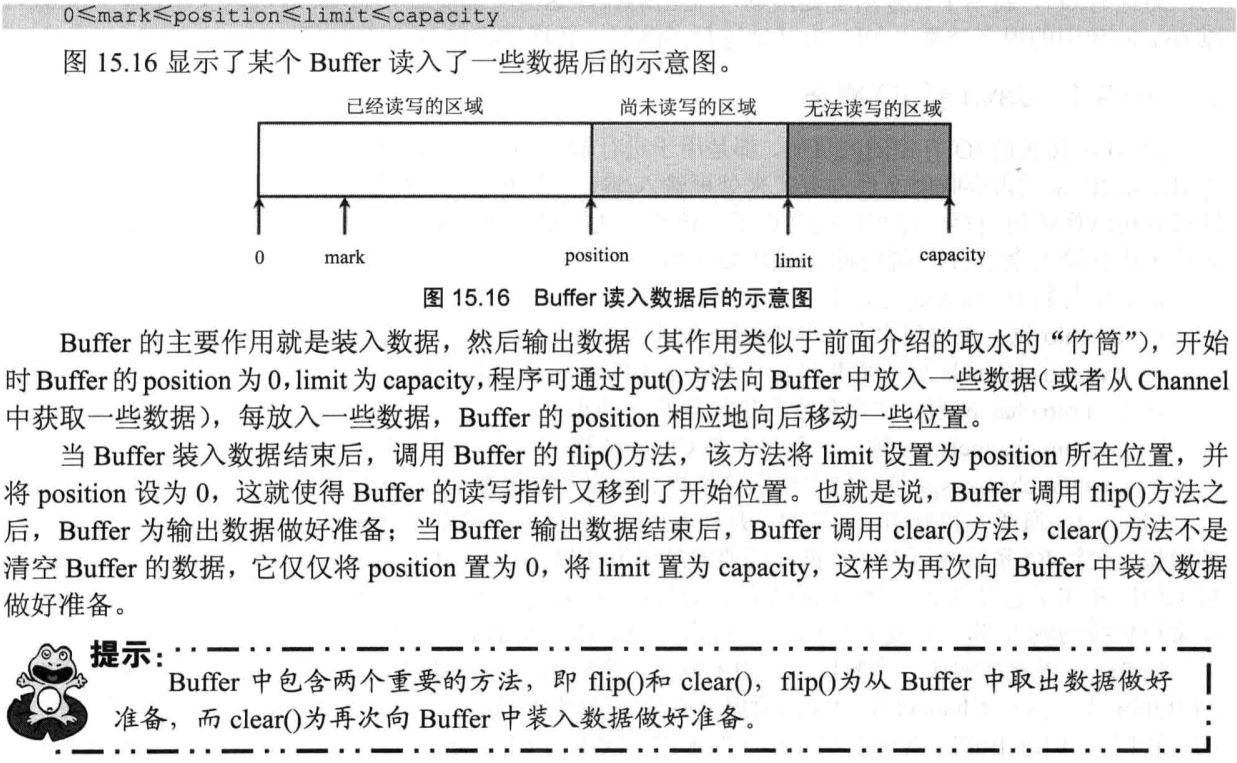 0≤mark≤position≤limit≤capacity
图 15.16 显示了某个 Buffer 读入了一些数据后的示意图。
已经读写的区域 尚未读写的区域 无法读写的区域
0 mark position limit capacity
图 15.16 Buffer 读入数据后的示意图
Buffer 的主要作用就是装入数据，然后输出数据（其作用类似于前面介绍的取水的“竹筒”），开始
时 Buffer 的 position 为 0，limit 为 capacity，程序可通过 put()方法向 Buffer 中放入一些数据（或者从 Channel
中获取一些数据），每放入一些数据，Buffer 的 position 相应地向后移动一些位置。
当 Buffer 装入数据结束后，调用 Buffer 的 flip()方法，该方法将 limit 设置为 position 所在位置，并
将 position 设为 0，这就使得 Buffer 的读写指针又移到了开始位置。也就是说，Buffer 调用 flip()方法之
后，Buffer 为输出数据做好准备；当 Buffer 输出数据结束后，Buffer 调用 clear()方法，clear()方法不是
清空 Buffer 的数据，它仅仅将 position 置为 0，将 limit 置为 capacity，这样为再次向 Buffer 中装入数据
做好准备。
提示：
Buffer 中包含两个重要的方法，即 flip()和 clear()，flip()为从 Buffer 中取出数据做好
准备，而 clear()为再次向 Buffer 中装入数据做好准备。